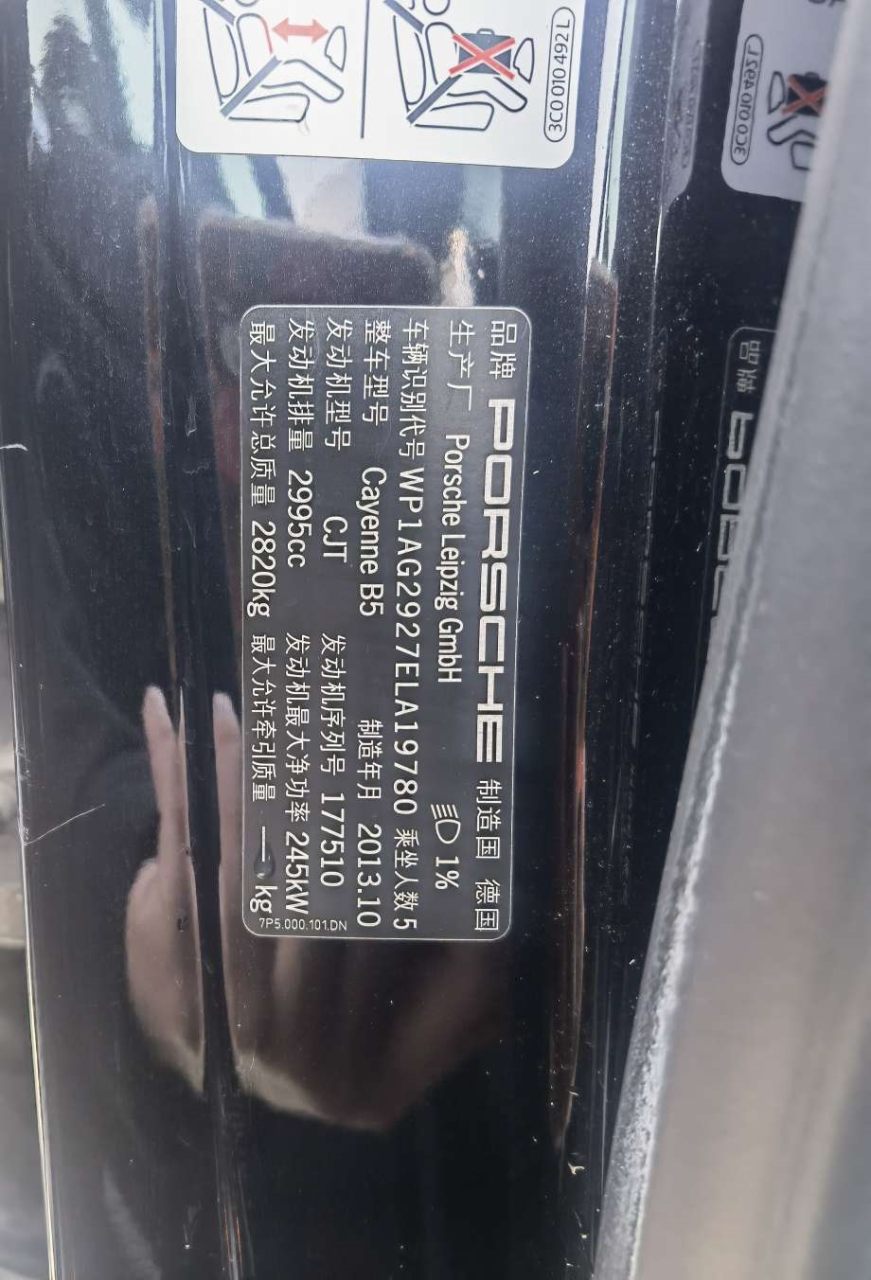 3C0 010 492 L
品牌 PORSCHE 制造国 德国
生产厂 Porsche Leipzig GmbH 1%
车辆识别代号 WP1AG2927ELA19780 乘坐人数 5
整车型号 Cayenne B5 制造年月 2013.10
发动机型号 CJT 发动机序列号 177510
发动机排量 2995cc 发动机最大净功率 245kW
最大允许总质量 2820kg 最大允许牵引质量 — kg
7P5.000.101.DN